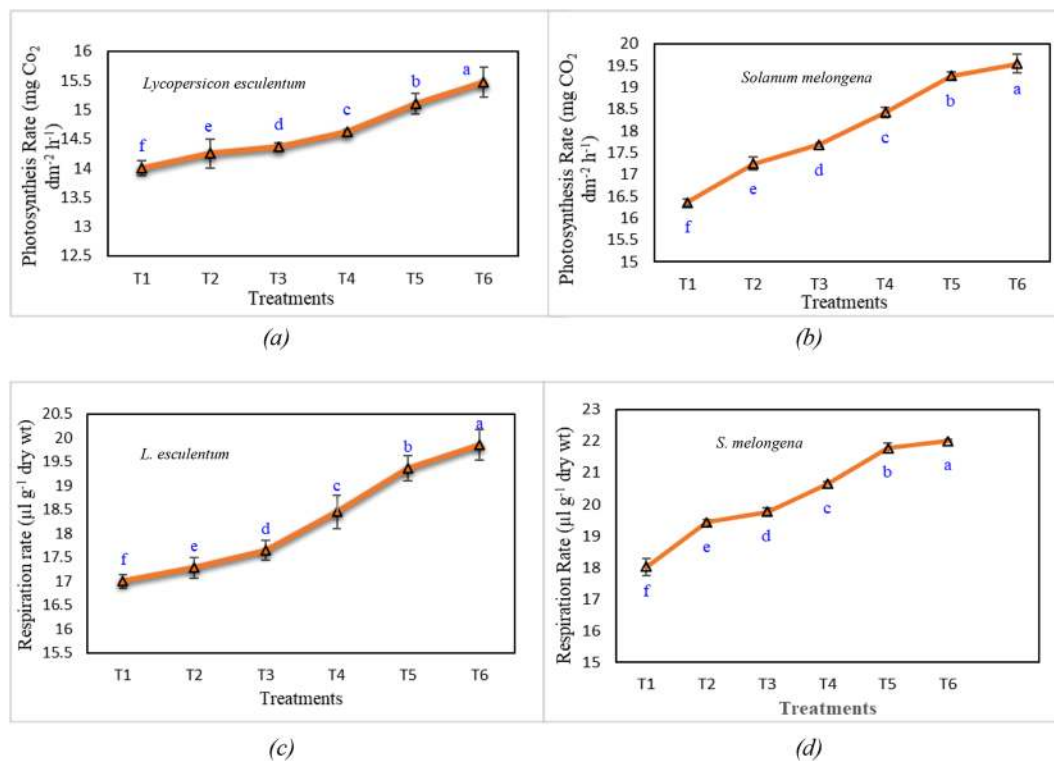 Photosyntheis Rate (mg Co₂
dm⁻² h⁻¹)
16
15.5
15
14.5
14
13.5
13
12.5
Lycopersicon esculentum
f
e
d
c
b
a
T1 T2 T3 T4 T5 T6
Treatments
(a)
Photosynthesis Rate (mg CO₂
dm⁻² h⁻¹)
20
19.5
19
18.5
18
17.5
17
16.5
16
15.5
15
Solanum melongena
f
e
d
c
b
a
T1 T2 T3 T4 T5 T6
Treatments
(b)
Respiration rate (µl g⁻¹ dry wt)
20.5
20
19.5
19
18.5
18
17.5
17
16.5
16
15.5
L. esculentum
f
e
d
c
b
a
T1 T2 T3 T4 T5 T6
Treatments
(c)
Respiration Rate (µl g⁻¹ dry wt)
23
22
21
20
19
18
17
16
15
S. melongena
f
e
d
c
b
a
T1 T2 T3 T4 T5 T6
Treatments
(d)